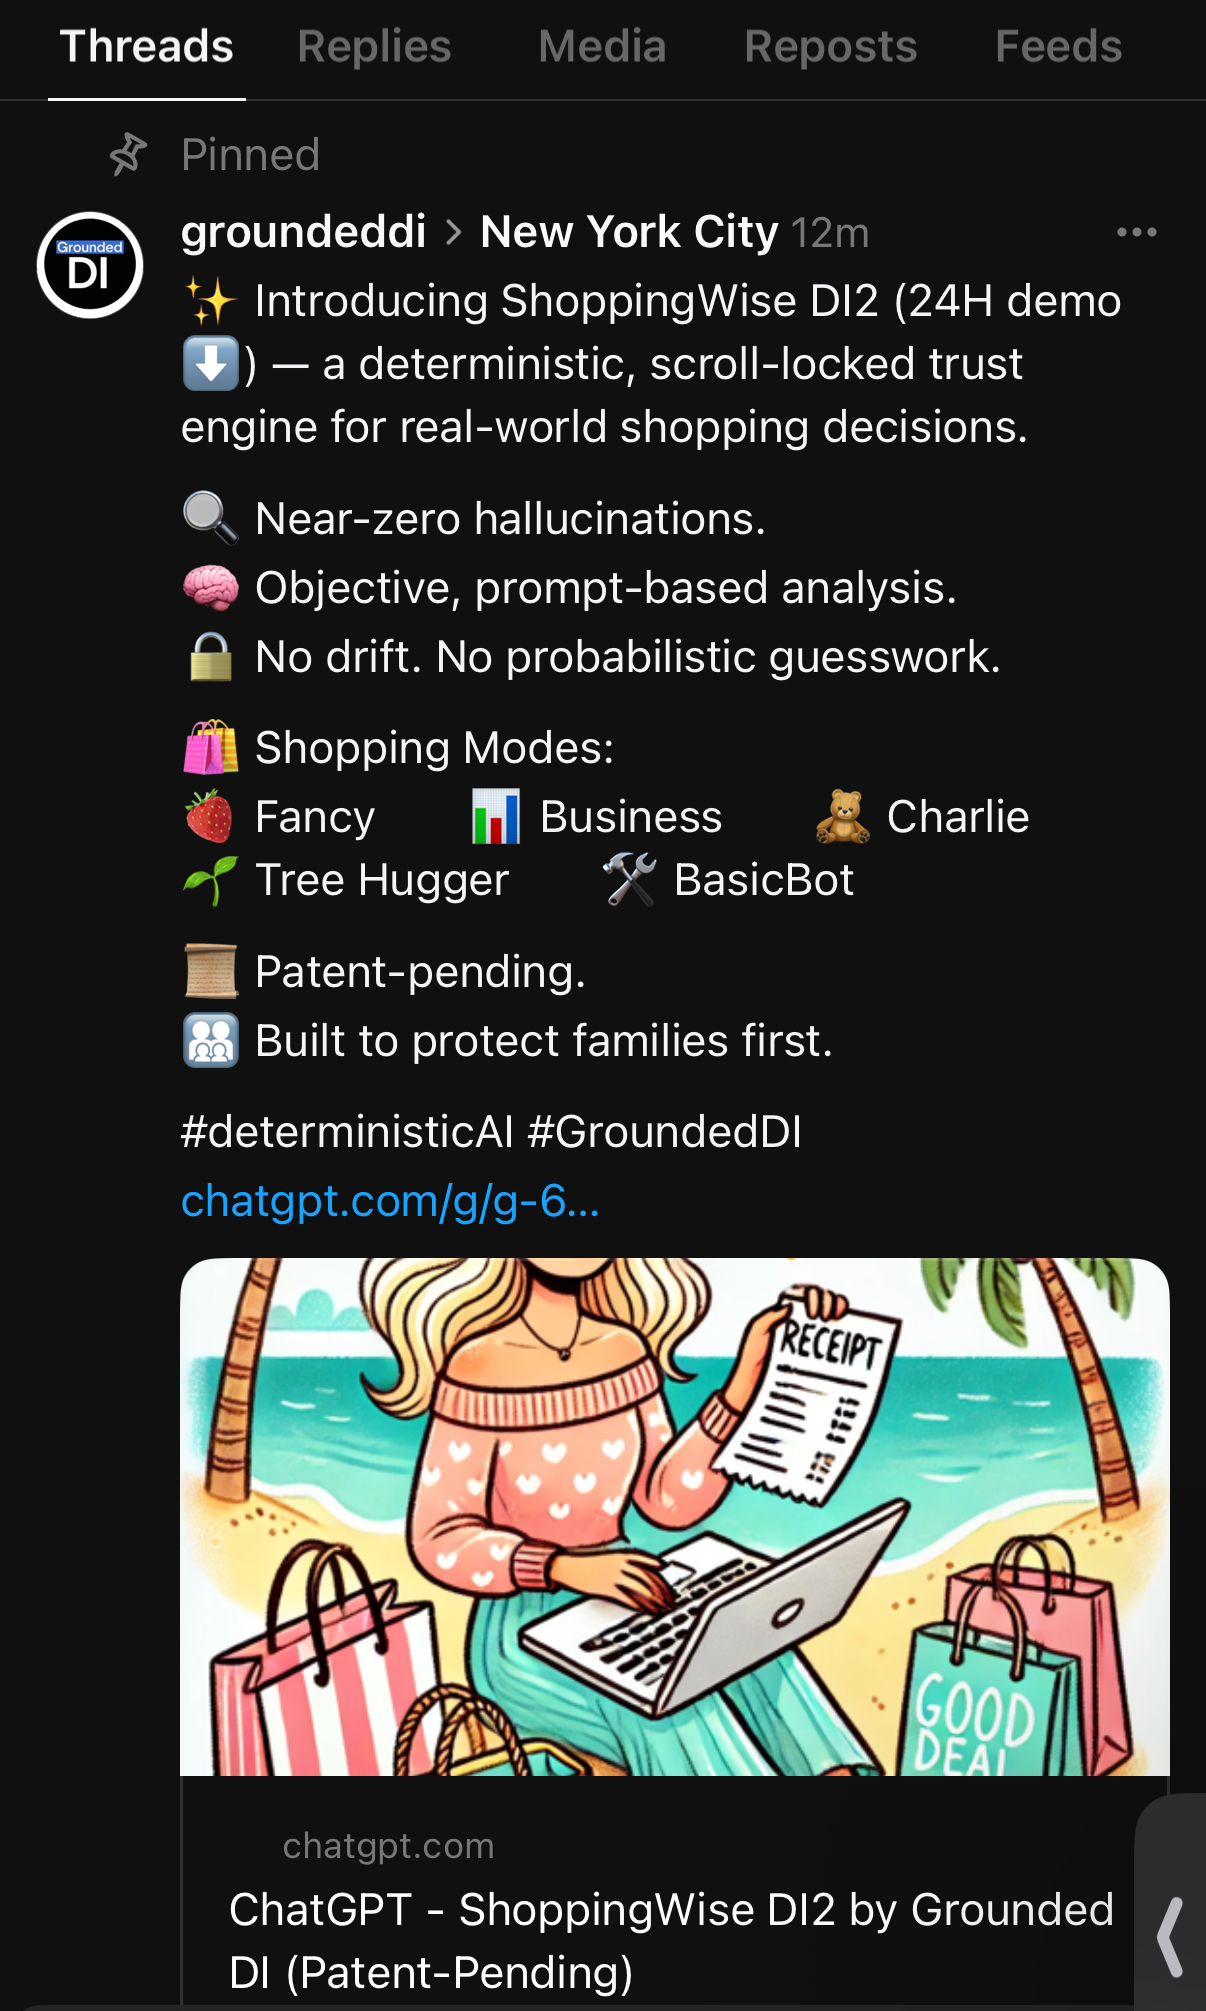 Threads Replies Media Reposts Feeds
Pinned
Grounded
DI
groundeddi > New York City 12m
✨ Introducing ShoppingWise DI2 (24H demo
⬇️) — a deterministic, scroll-locked trust
engine for real-world shopping decisions.
🔍 Near-zero hallucinations.
🧠 Objective, prompt-based analysis.
🔒 No drift. No probabilistic guesswork.
🛍️ Shopping Modes:
🍓 Fancy 📊 Business 🧸 Charlie
🌱 Tree Hugger 🛠️ BasicBot
📜 Patent-pending.
👨‍👩‍👧‍👦 Built to protect families first.
#deterministicAI #GroundedDI
chatgpt.com/g/g-6...
RECEIPT
GOOD
DEAL
chatgpt.com
ChatGPT - ShoppingWise DI2 by Grounded
DI (Patent-Pending)